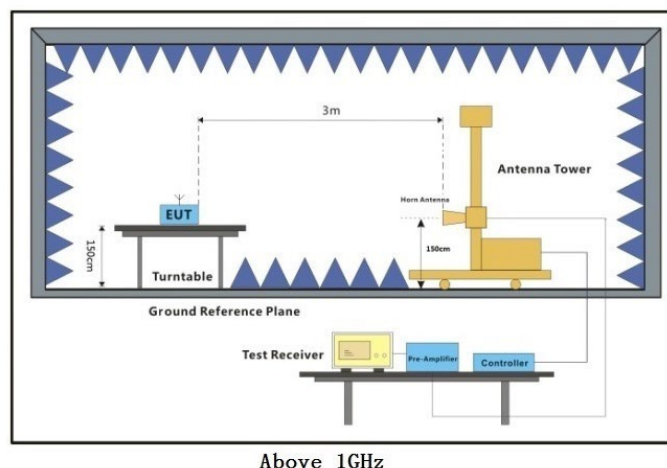 3m
Horn Antenna
Antenna Tower
EUT
150cm
150cm
Turntable
Ground Reference Plane
Test Receiver
Pre-Amplifier
Controller
Above 1GHz